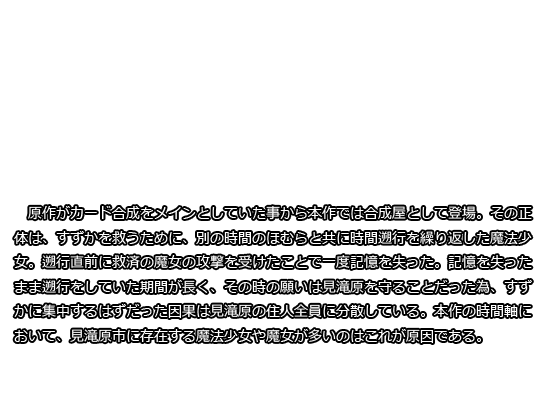 原作がカード合成をメインとしていた事から本作では合成屋として登場。その正
体は、すずかを救うために、別の時間のほむらと共に時間遡行を繰り返した魔法少
女。遡行直前に救済の魔女の攻撃を受けたことで一度記憶を失った。記憶を失った
まま遡行をしていた期間が長く、その時の願いは見滝原を守ることだった為、すず
かに集中するはずだった因果は見滝原の住人全員に分散している。本作の時間軸に
おいて、見滝原市に存在する魔法少女や魔女が多いのはこれが原因である。